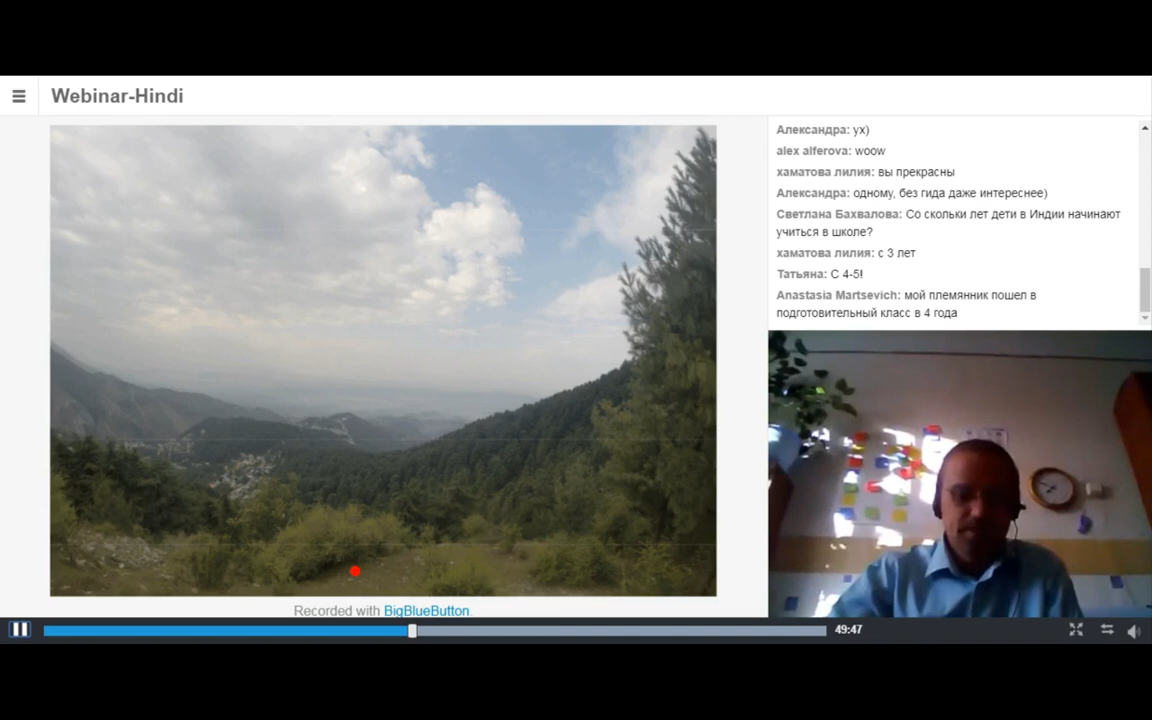 Webinar-Hindi
Александра: ух)
alex alferova: woow
хаматова лилия: вы прекрасны
Александра: одному, без гида даже интереснее)
Светлана Бахвалова: Со скольки лет дети в Индии начинают
учиться в школе?
хаматова лилия: с 3 лет
Татьяна: С 4-5!
Anastasia Martsevich: мой племянник пошел в
подготовительный класс в 4 года
Recorded with BigBlueButton.
49:47